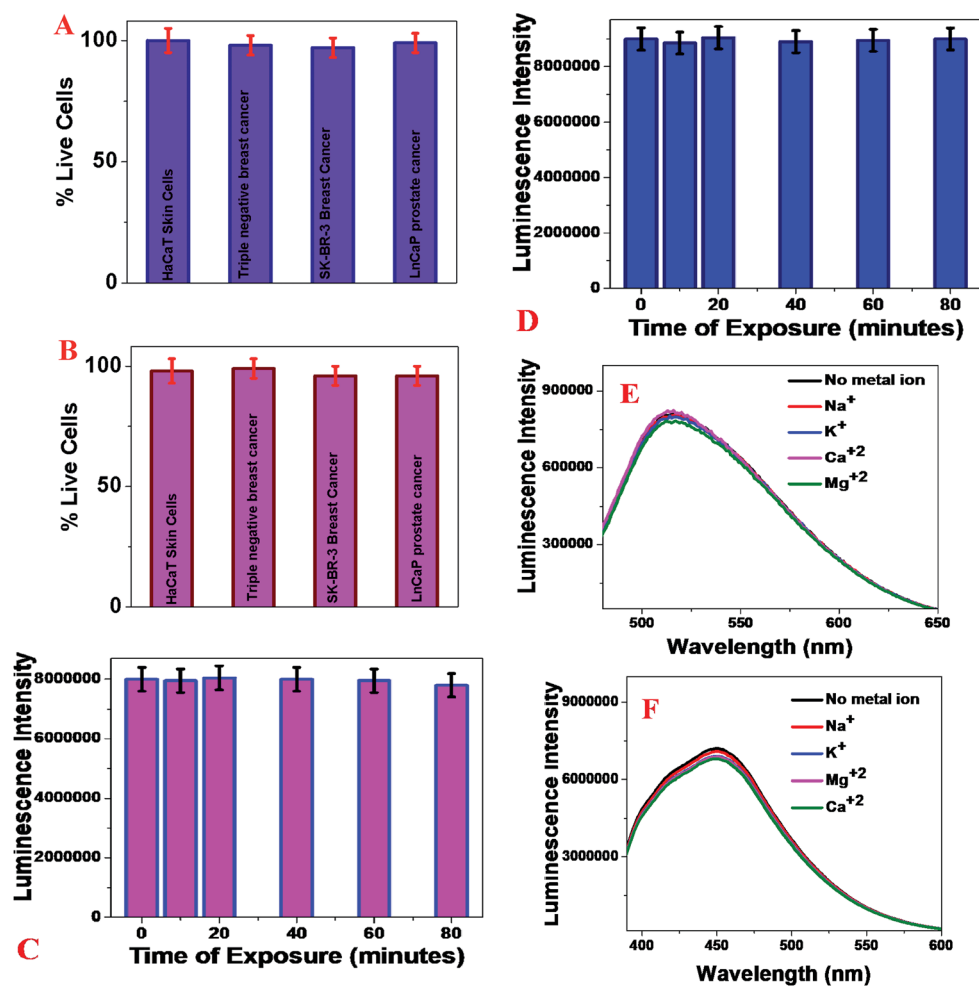 A
100
50
0
% Live Cells
HaCaT Skin Cells
Triple negative breast cancer
SK-BR-3 Breast Cancer
LnCaP prostate cancer
D
8000000
6000000
4000000
2000000
0
Luminescence Intensity
0 20 40 60 80
Time of Exposure (minutes)
B
100
50
0
% Live Cells
HaCaT Skin Cells
Triple negative breast cancer
SK-BR-3 Breast Cancer
LnCaP prostate cancer
E
900000
600000
300000
Luminescence Intensity
No metal ion
Na+
K+
Ca+2
Mg+2
500 550 600 650
Wavelength (nm)
C
8000000
6000000
4000000
2000000
0
Luminescence Intensity
0 20 40 60 80
Time of Exposure (minutes)
F
9000000
6000000
3000000
Luminescence Intensity
No metal ion
Na+
K+
Mg+2
Ca+2
400 450 500 550 600
Wavelength (nm)